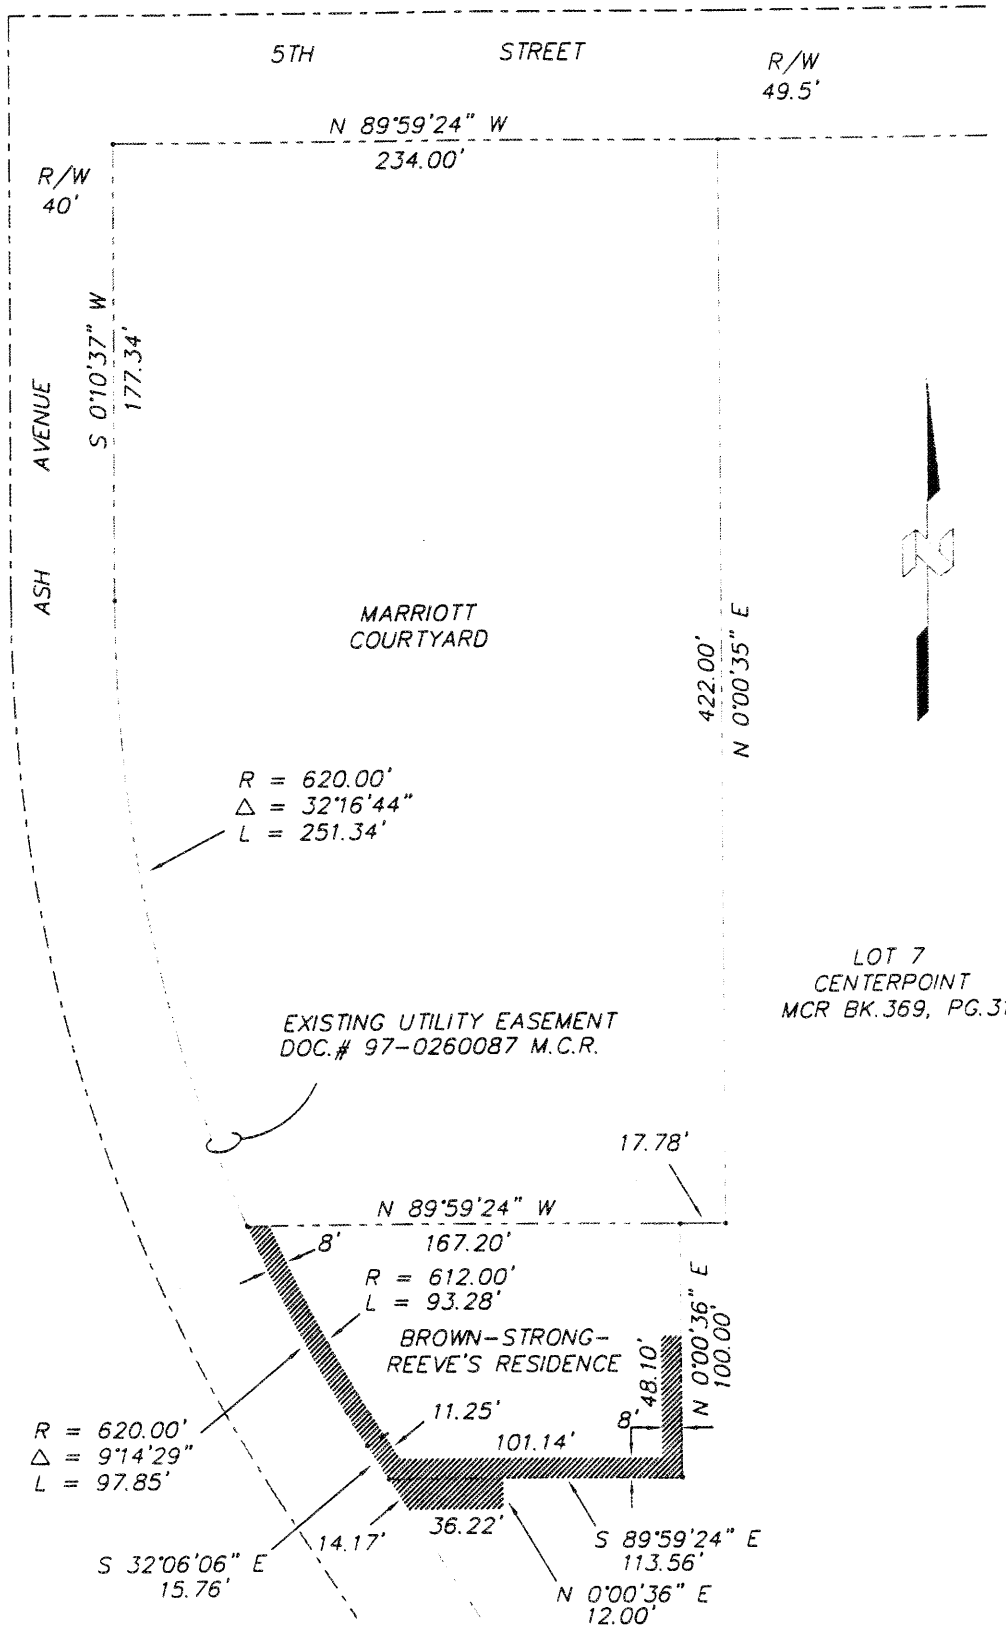 5TH STREET
R/W
49.5'
N 89°59'24" W
234.00'
R/W
40'
S 0°10'37" W
177.34'
ASH AVENUE
MARRIOTT
COURTYARD
422.00'
N 0°00'35" E
N
R = 620.00'
Δ = 32°16'44"
L = 251.34'
LOT 7
CENTERPOINT
MCR BK.369, PG.31
EXISTING UTILITY EASEMENT
DOC.# 97-0260087 M.C.R.
17.78'
N 89°59'24" W
167.20'
8'
R = 612.00'
L = 93.28'
BROWN-STRONG-
REEVE'S RESIDENCE
48.10'
N 0°00'36" E
100.00'
8'
11.25'
101.14'
R = 620.00'
Δ = 9°14'29"
L = 97.85'
36.22'
14.17'
S 32°06'06" E
15.76'
S 89°59'24" E
113.56'
N 0°00'36" E
12.00'